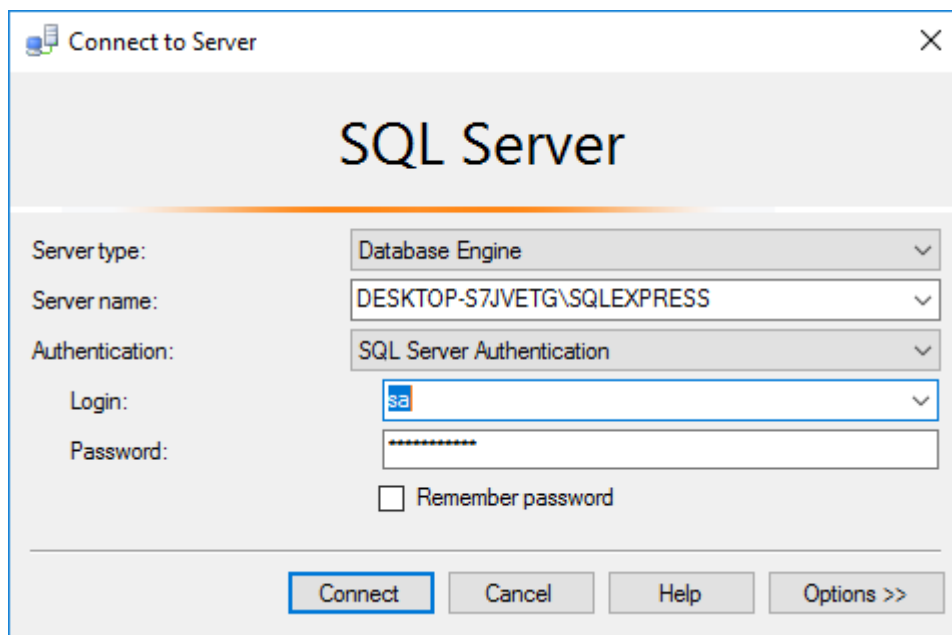 Connect to Server
SQL Server
Server type: Database Engine
Server name: DESKTOP-S7JVETG\SQLEXPRESS
Authentication: SQL Server Authentication
Login: sa
Password: ***********
Remember password
Connect Cancel Help Options >>